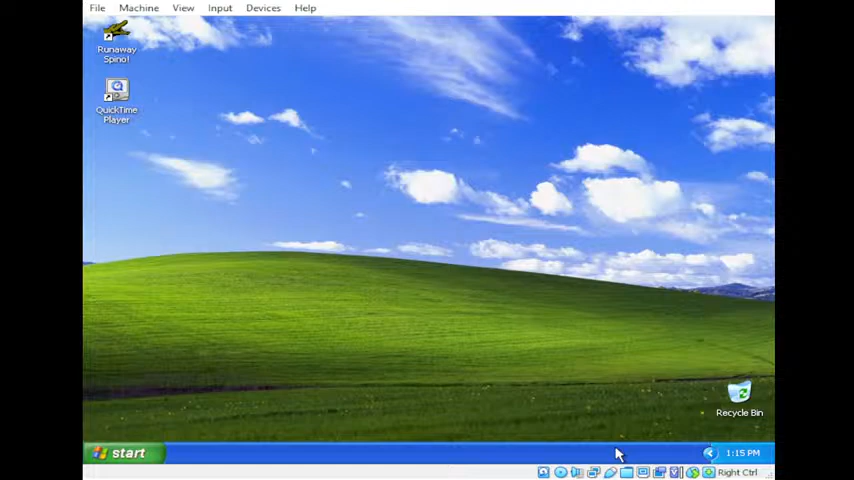 File Machine View Input Devices Help
Runaway
Spino!
QuickTime
Player
Recycle Bin
start 1:15 PM
Right Ctrl